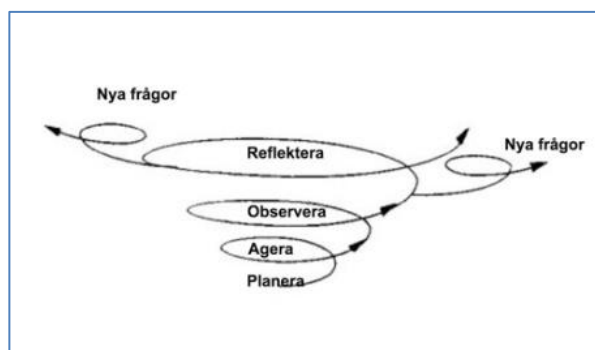 Nya frågor
Nya frågor
Reflektera
Observera
Agera
Planera